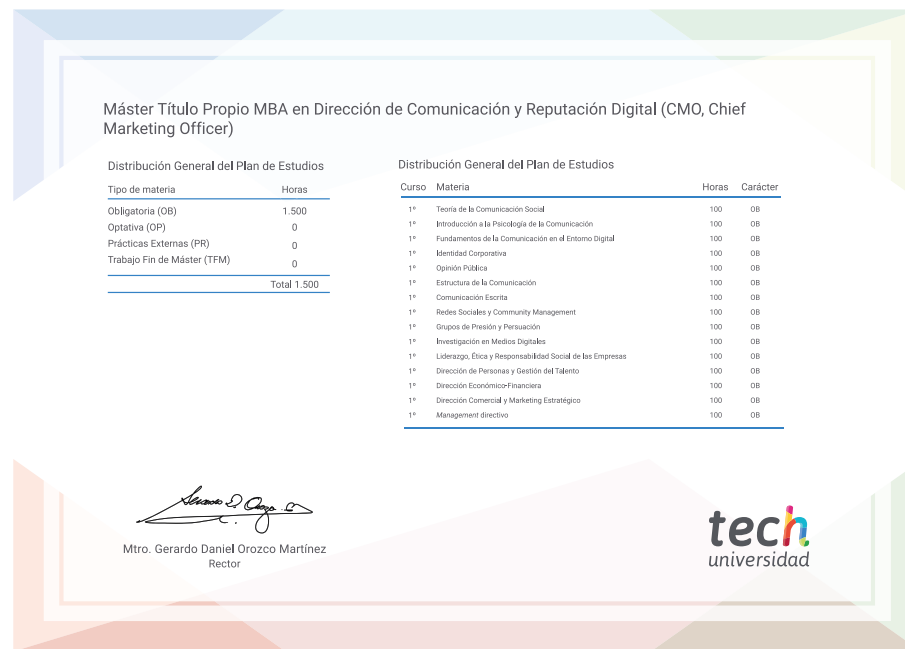 Máster Título Propio MBA en Dirección de Comunicación y Reputación Digital (CMO, Chief
Marketing Officer)
Distribución General del Plan de Estudios
Tipo de materia Horas
Obligatoria (OB) 1.500
Optativa (OP) 0
Prácticas Externas (PR) 0
Trabajo Fin de Máster (TFM) 0
Total 1.500
Distribución General del Plan de Estudios
Curso Materia Horas Carácter
1º Teoría de la Comunicación Social 100 OB
1º Introducción a la Psicología de la Comunicación 100 OB
1º Fundamentos de la Comunicación en el Entorno Digital 100 OB
1º Identidad Corporativa 100 OB
1º Opinión Pública 100 OB
1º Estructura de la Comunicación 100 OB
1º Comunicación Escrita 100 OB
1º Redes Sociales y Community Management 100 OB
1º Grupos de Presión y Persuación 100 OB
1º Investigación en Medios Digitales 100 OB
1º Liderazgo, Ética y Responsabilidad Social de las Empresas 100 OB
1º Dirección de Personas y Gestión del Talento 100 OB
1º Dirección Económico-Financiera 100 OB
1º Dirección Comercial y Marketing Estratégico 100 OB
1º Management directivo 100 OB
Mtro. Gerardo Daniel Orozco Martínez
Rector
tech
universidad